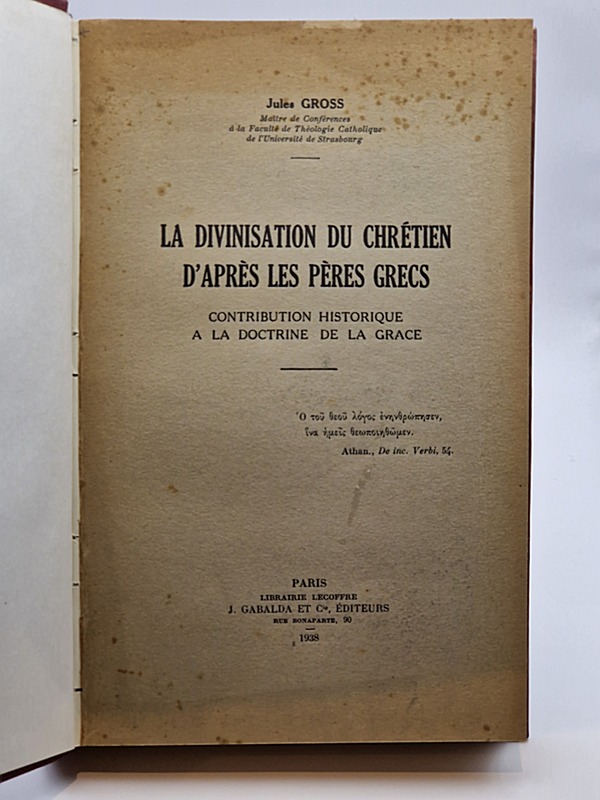 Jules GROSS
Maître de Conférences
à la Faculté de Théologie Catholique
de l'Université de Strasbourg
LA DIVINISATION DU CHRÉTIEN
D'APRÈS LES PÈRES GRECS
CONTRIBUTION HISTORIQUE
A LA DOCTRINE DE LA GRACE
Ὁ τοῦ θεοῦ λόγος ἐνηνθρώπησεν,
ἵνα ἡμεῖς θεωποιηθῶμεν.
Athan., De inc. Verbi, 54.
PARIS
LIBRAIRIE LECOFFRE
J. GABALDA ET Cie, ÉDITEURS
RUE BONAPARTE, 90
1938